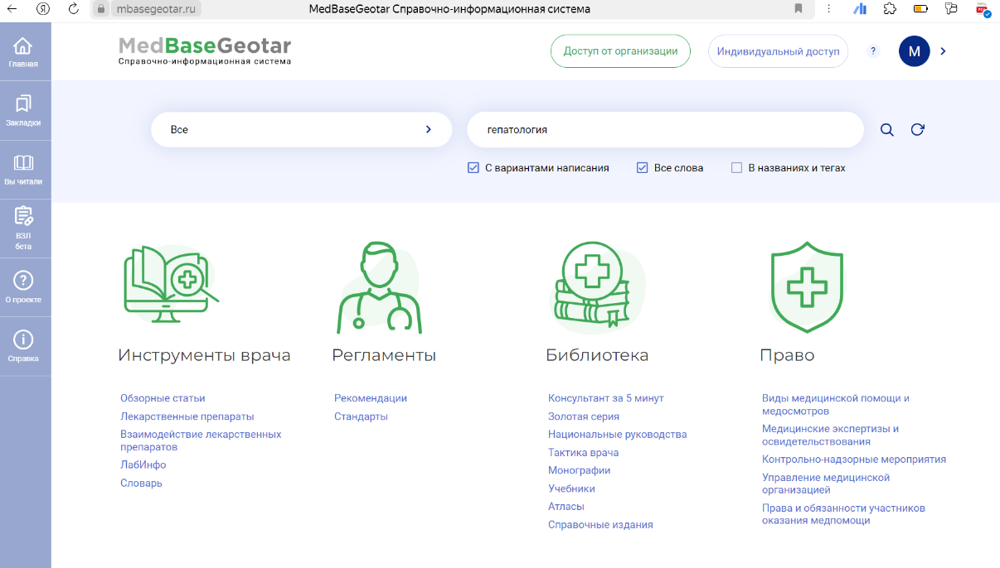 mbasegeotar.ru
MedBaseGeotar Справочно-информационная система
Главная
Закладки
Вы читали
ВЗЛ
бета
О проекте
Справка
MedBaseGeotar
Справочно-информационная система
Доступ от организации
Индивидуальный доступ
?
М
Все
гепатология
С вариантами написания
Все слова
В названиях и тегах
Инструменты врача
Обзорные статьи
Лекарственные препараты
Взаимодействие лекарственных
препаратов
ЛабИнфо
Словарь
Регламенты
Рекомендации
Стандарты
Библиотека
Консультант за 5 минут
Золотая серия
Национальные руководства
Тактика врача
Монографии
Учебники
Атласы
Справочные издания
Право
Виды медицинской помощи и
медосмотров
Медицинские экспертизы и
освидетельствования
Контрольно-надзорные мероприятия
Управление медицинской
организацией
Права и обязанности участников
оказания медпомощи